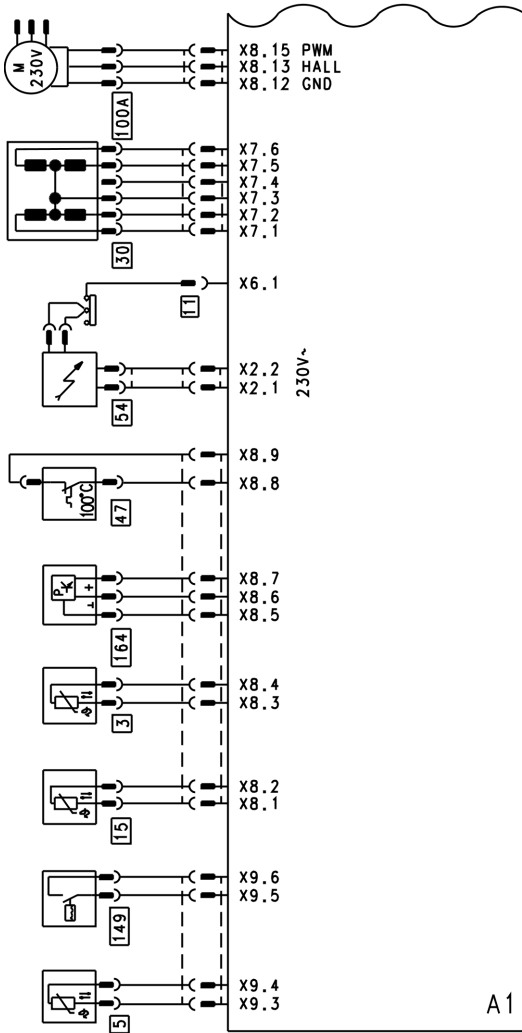 M 230V
X8.15 PWM
X8.13 HALL
X8.12 GND
100A
X7.6
X7.5
X7.4
X7.3
X7.2
X7.1
30
X6.1
11
X2.2
X2.1
230V~
54
X8.9
X8.8
100°C
47
X8.7
X8.6
X8.5
P
K
+
⊥
164
X8.4
X8.3
3
X8.2
X8.1
15
X9.6
X9.5
149
X9.4
X9.3
5
A1